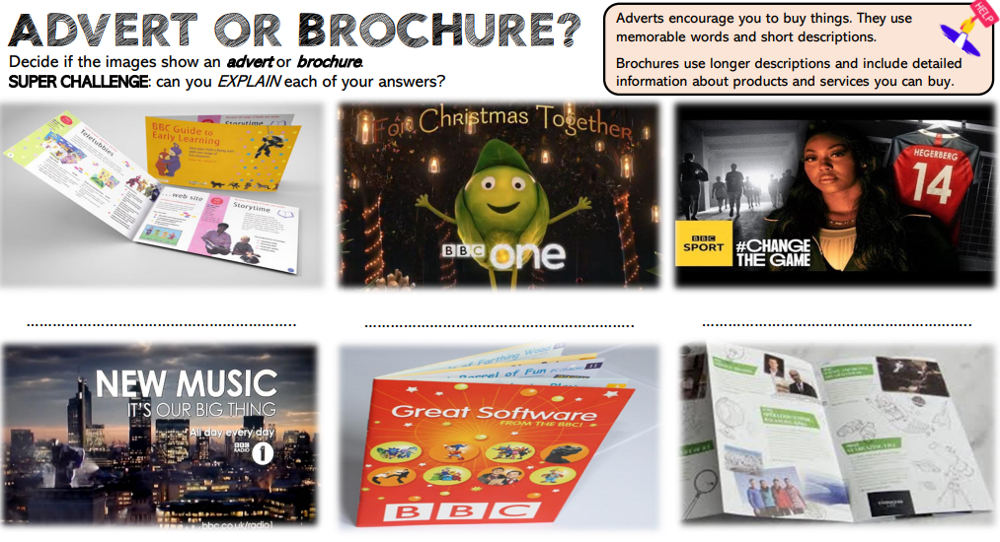 ADVERT OR BROCHURE?
Decide if the images show an advert or brochure.
SUPER CHALLENGE: can you EXPLAIN each of your answers?
Adverts encourage you to buy things. They use
memorable words and short descriptions.
Brochures use longer descriptions and include detailed
information about products and services you can buy.
HELP
Teletubbies
BBC Guide to
Early Learning
Storytime
web site
Storytime
For Christmas Together
BBC one
HEGERBERG
14
BBC
SPORT
#CHANGE
THE GAME
...............................................................
...............................................................
...............................................................
NEW MUSIC
IT'S OUR BIG THING
All day every day
BBC
RADIO
1
bbc.co.uk/radio1
of Farthing Wood
Barrel of Fun
Great Software
FROM THE BBC!
BBC